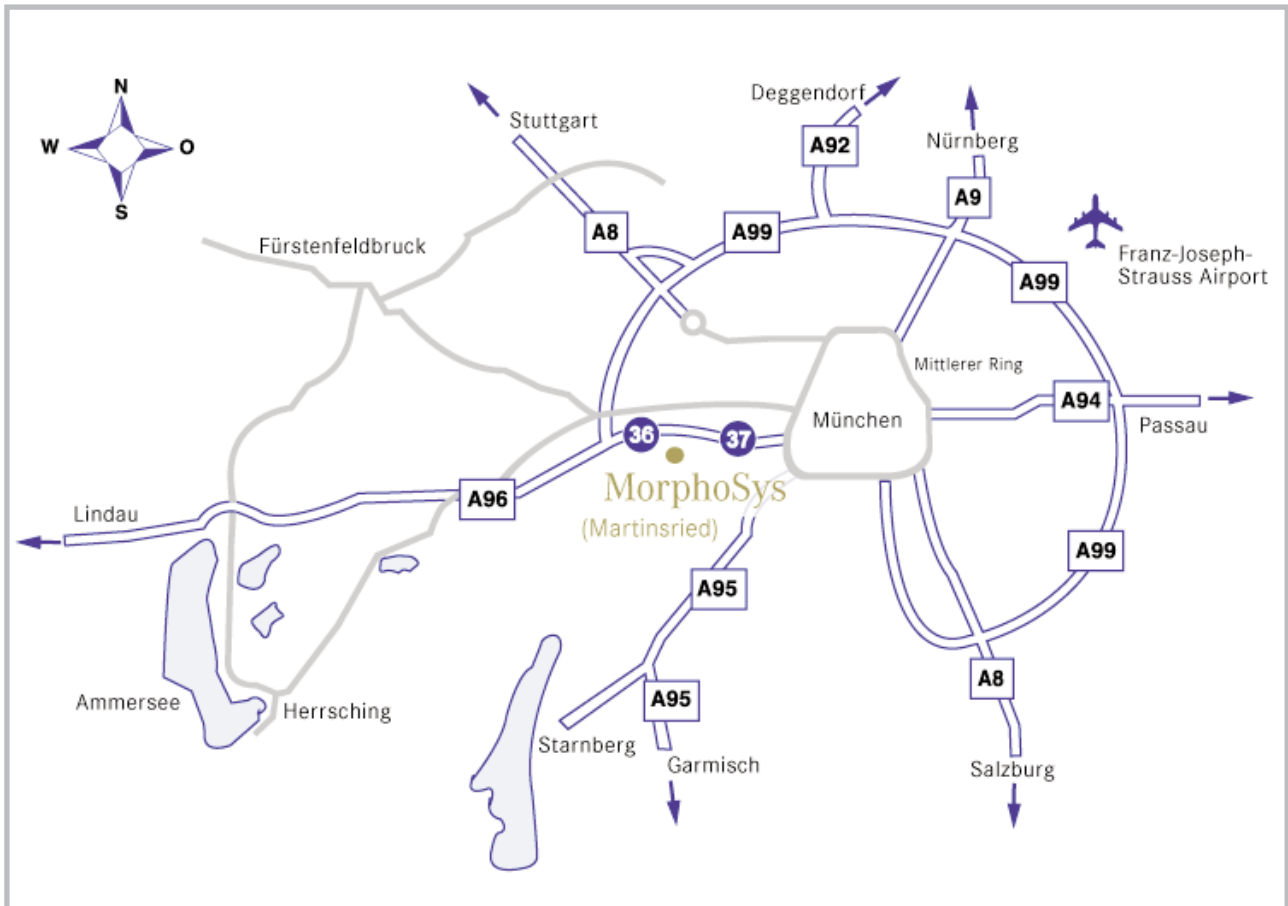 N
W
O
S
Deggendorf
Stuttgart
A92
Nürnberg
A9
A8
A99
Fürstenfeldbruck
Franz-Joseph-
Strauss Airport
A99
Mittlerer Ring
A94
Passau
München
36
37
MorphoSys
(Martinsried)
A96
Lindau
A99
A95
A8
A95
Ammersee
Herrsching
Starnberg
Garmisch
Salzburg